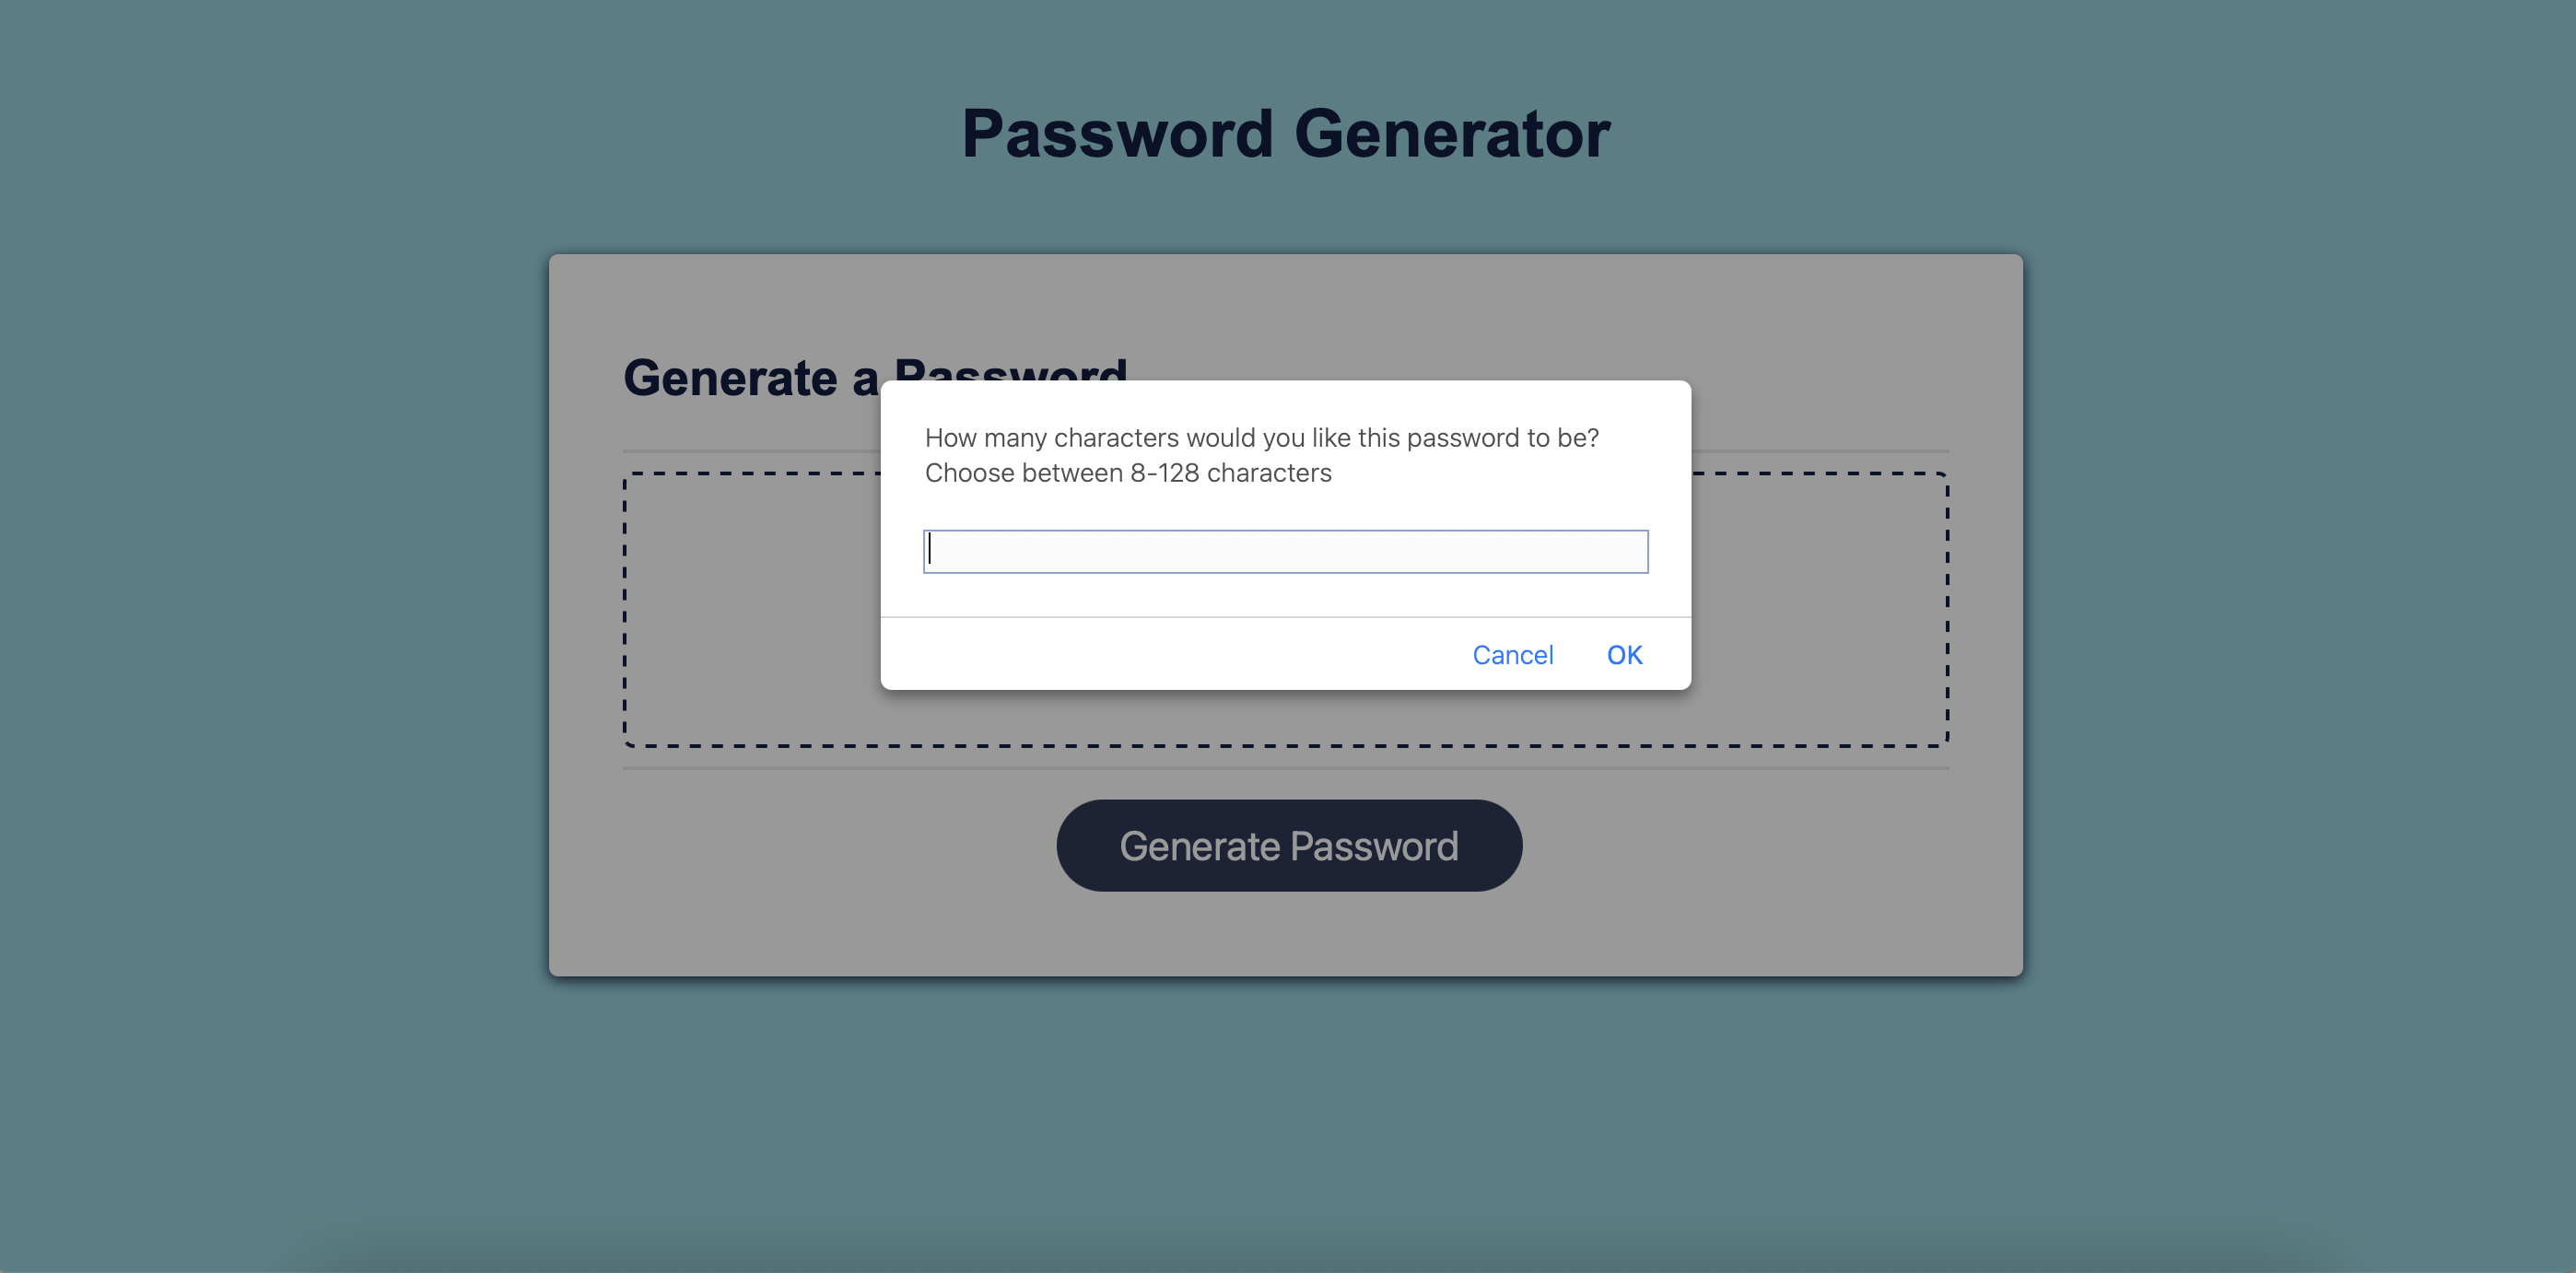 Password Generator
Generate a Password
How many characters would you like this password to be?
Choose between 8-128 characters
Cancel OK
Generate Password